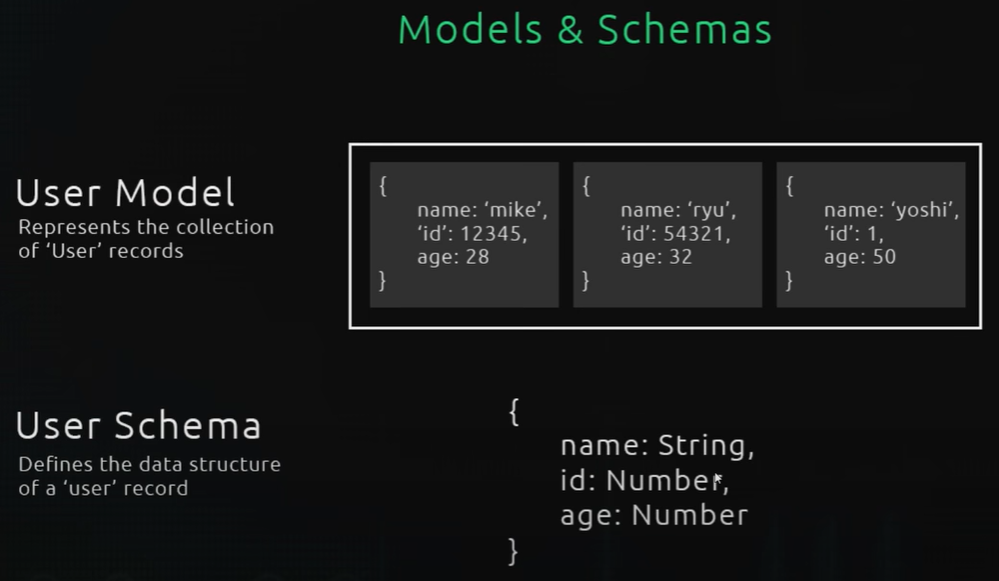 Models & Schemas
User Model
Represents the collection
of ‘User’ records
{
name: ‘mike’,
‘id’: 12345,
age: 28
}
{
name: ‘ryu’,
‘id’: 54321,
age: 32
}
{
name: ‘yoshi’,
‘id’: 1,
age: 50
}
User Schema
Defines the data structure
of a ‘user’ record
{
name: String,
id: Number,
age: Number
}